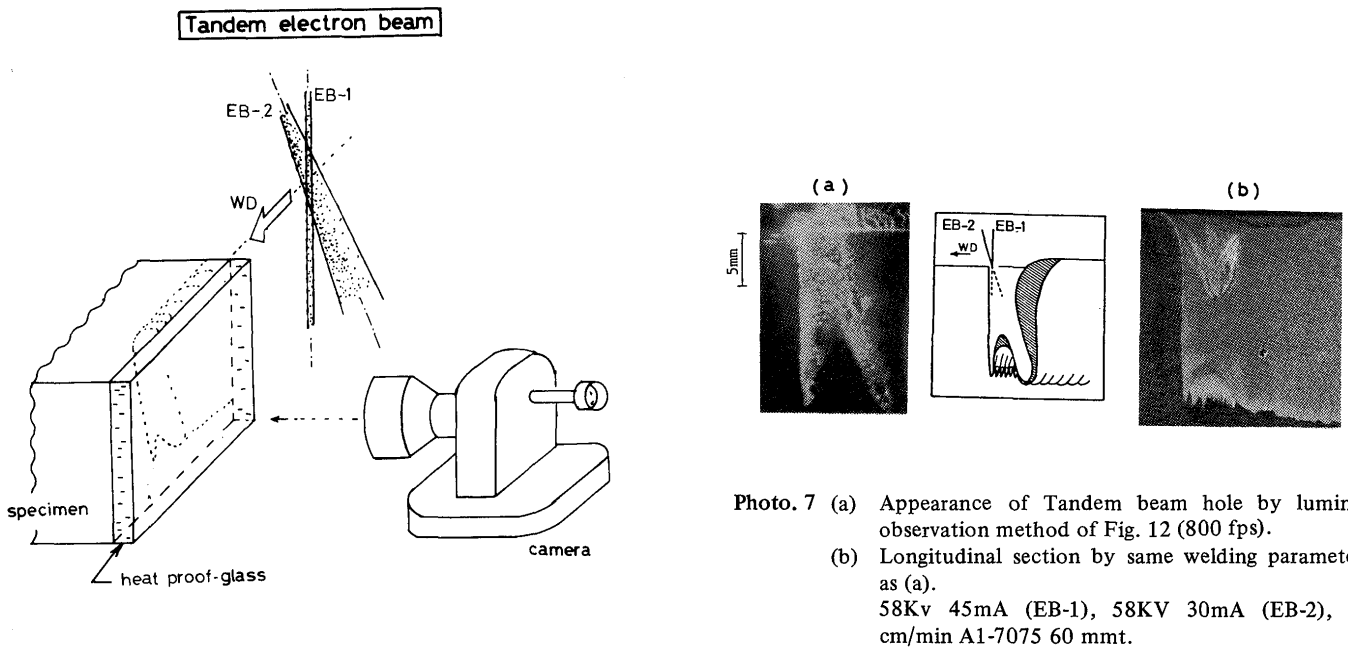 Tandem electron beam
EB-2
EB-1
WD
specimen
heat proof-glass
camera
(a)
(b)
5mm
EB-2 EB-1
WD
Photo. 7 (a) Appearance of Tandem beam hole by
observation method of Fig. 12 (800 fps).
(b) Longitudinal section by same welding
as (a).
58Kv 45mA (EB-1), 58KV 30mA (EB-2),
cm/min A1-7075 60 mmt.